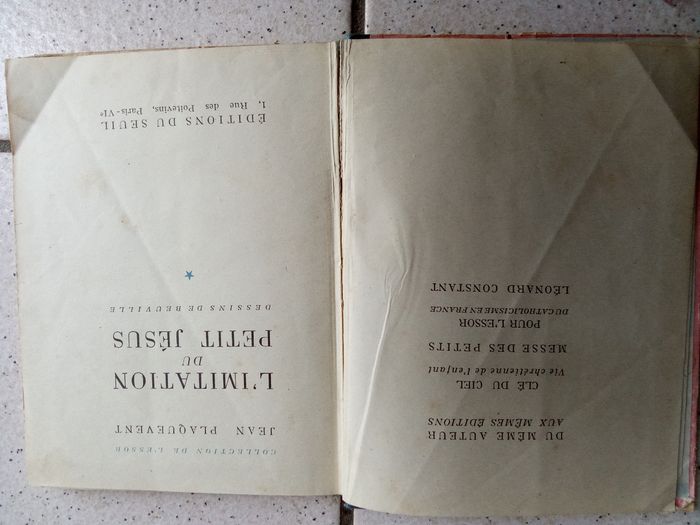 DU MÊME AUTEUR
AUX MÊMES ÉDITIONS
CLÉ DU CIEL
Vie chrétienne de l'enfant
MESSE DES PETITS
POUR L'ESSOR
DU CATHOLICISME EN FRANCE
LÉONARD CONSTANT
COLLECTION DE L'ESSOR
JEAN PLAQUEVENT
L'IMITATION
DU
PETIT JÉSUS
DESSINS DE BEUVILLE
ÉDITIONS DU SEUIL
1, Rue des Poitevins, Paris-VIe